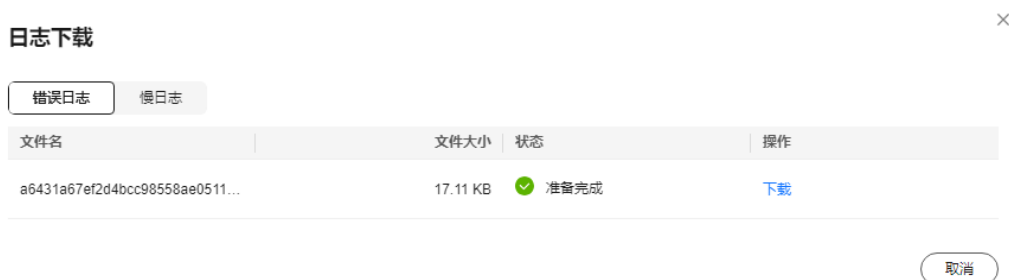 日志下载
错误日志 慢日志
文件名 文件大小 状态 操作
a6431a67ef2d4bcc98558ae0511... 17.11 KB 准备完成 下载
取消